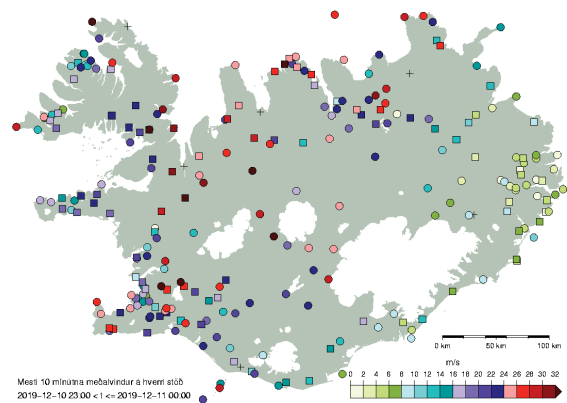 0 km 50 km 100 km
m/s
0 2 4 6 8 10 12 14 16 18 20 22 24 26 28 30 32
Mesti 10 mínútna meðalvindur á hverri stöð
2019-12-10 23:00 < t <= 2019-12-11 00:00